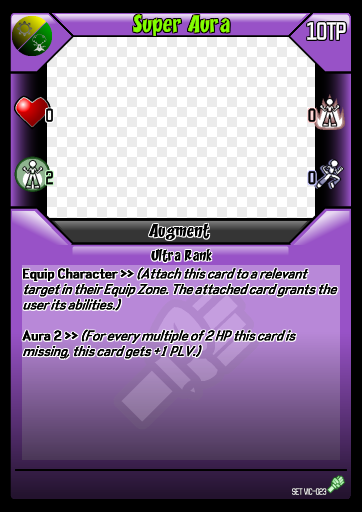 Super Aura
10TP
0
0
2
0
Augment
Ultra Rank
Equip Character >> (Attach this card to a relevant
target in their Equip Zone. The attached card grants the
user its abilities.)
Aura 2 >> (For every multiple of 2 HP this card is
missing, this card gets +1 PLV.)
SET VIC-023